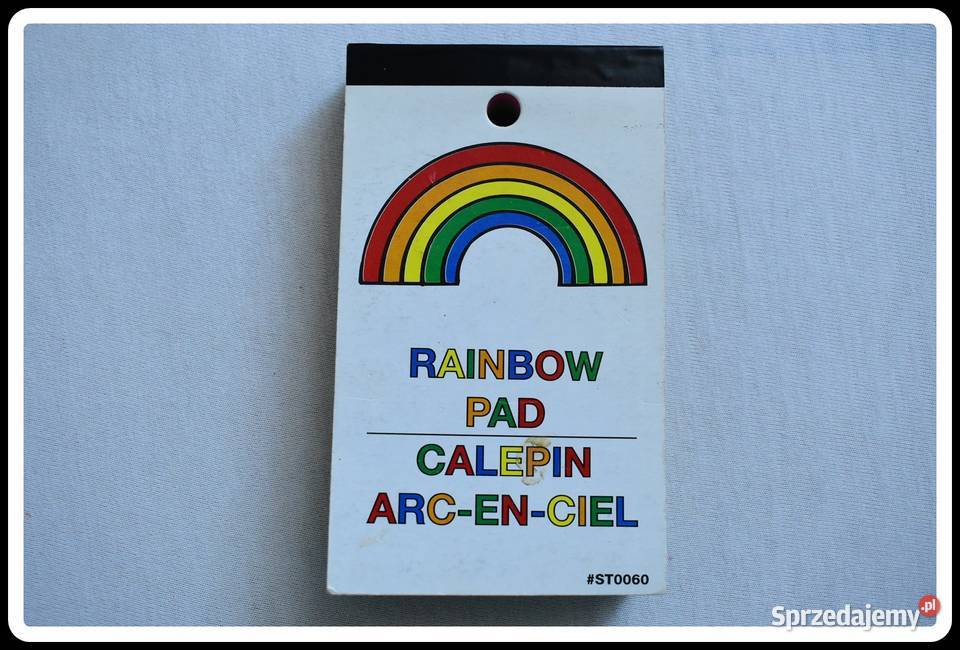 RAINBOW
PAD
CALEPIN
ARC-EN-CIEL
#ST0060
Sprzedajemy.pl